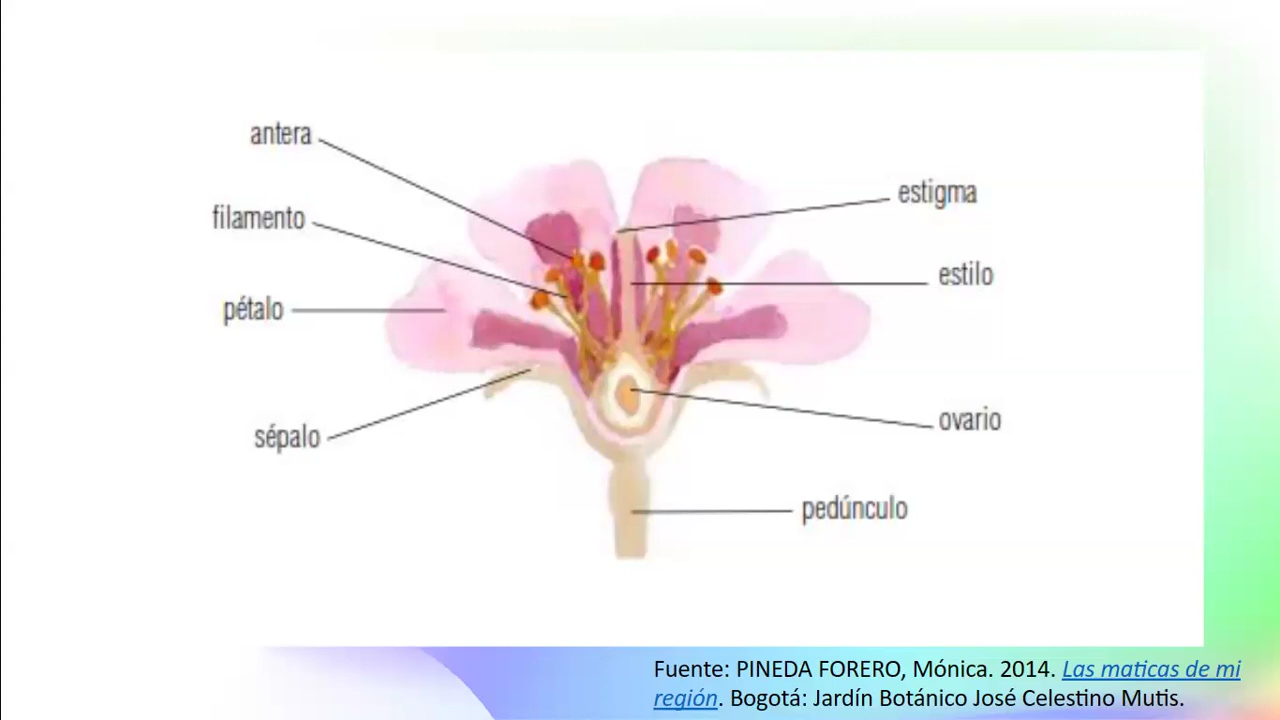 antera
estigma
filamento
estilo
pétalo
ovario
sépalo
pedúnculo
Fuente: PINEDA FORERO, Mónica. 2014. Las maticas de mi
región. Bogotá: Jardín Botánico José Celestino Mutis.